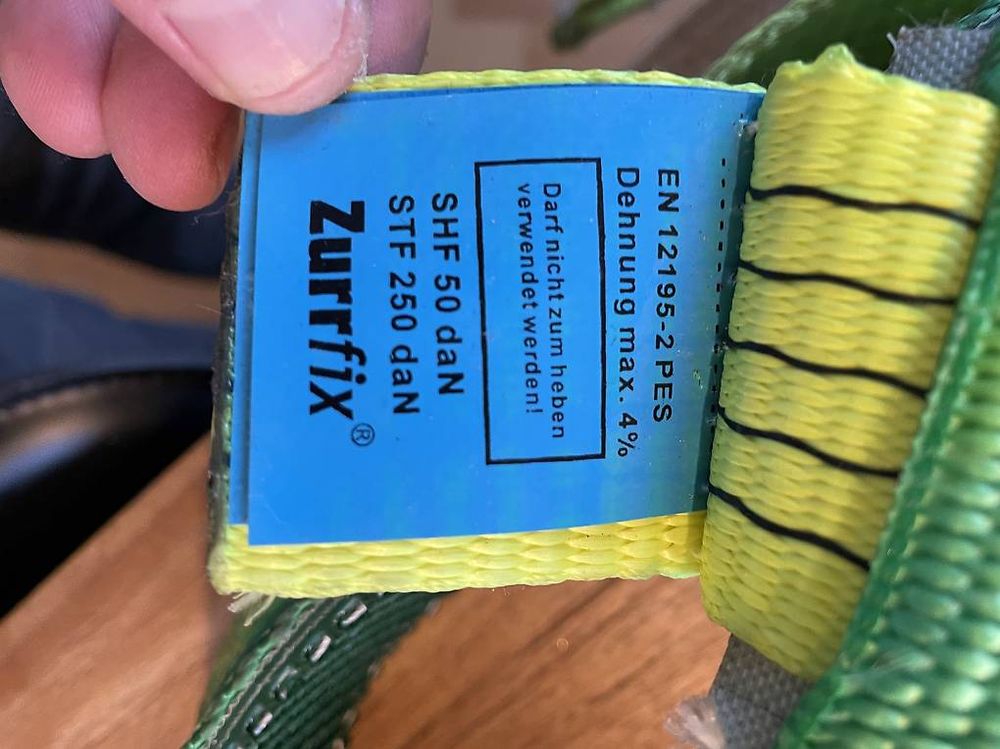 EN 12195-2 PES
Dehnung max. 4%
Darf nicht zum heben
verwendet werden!
SHF 50 daN
STF 250 daN
Zurrfix®